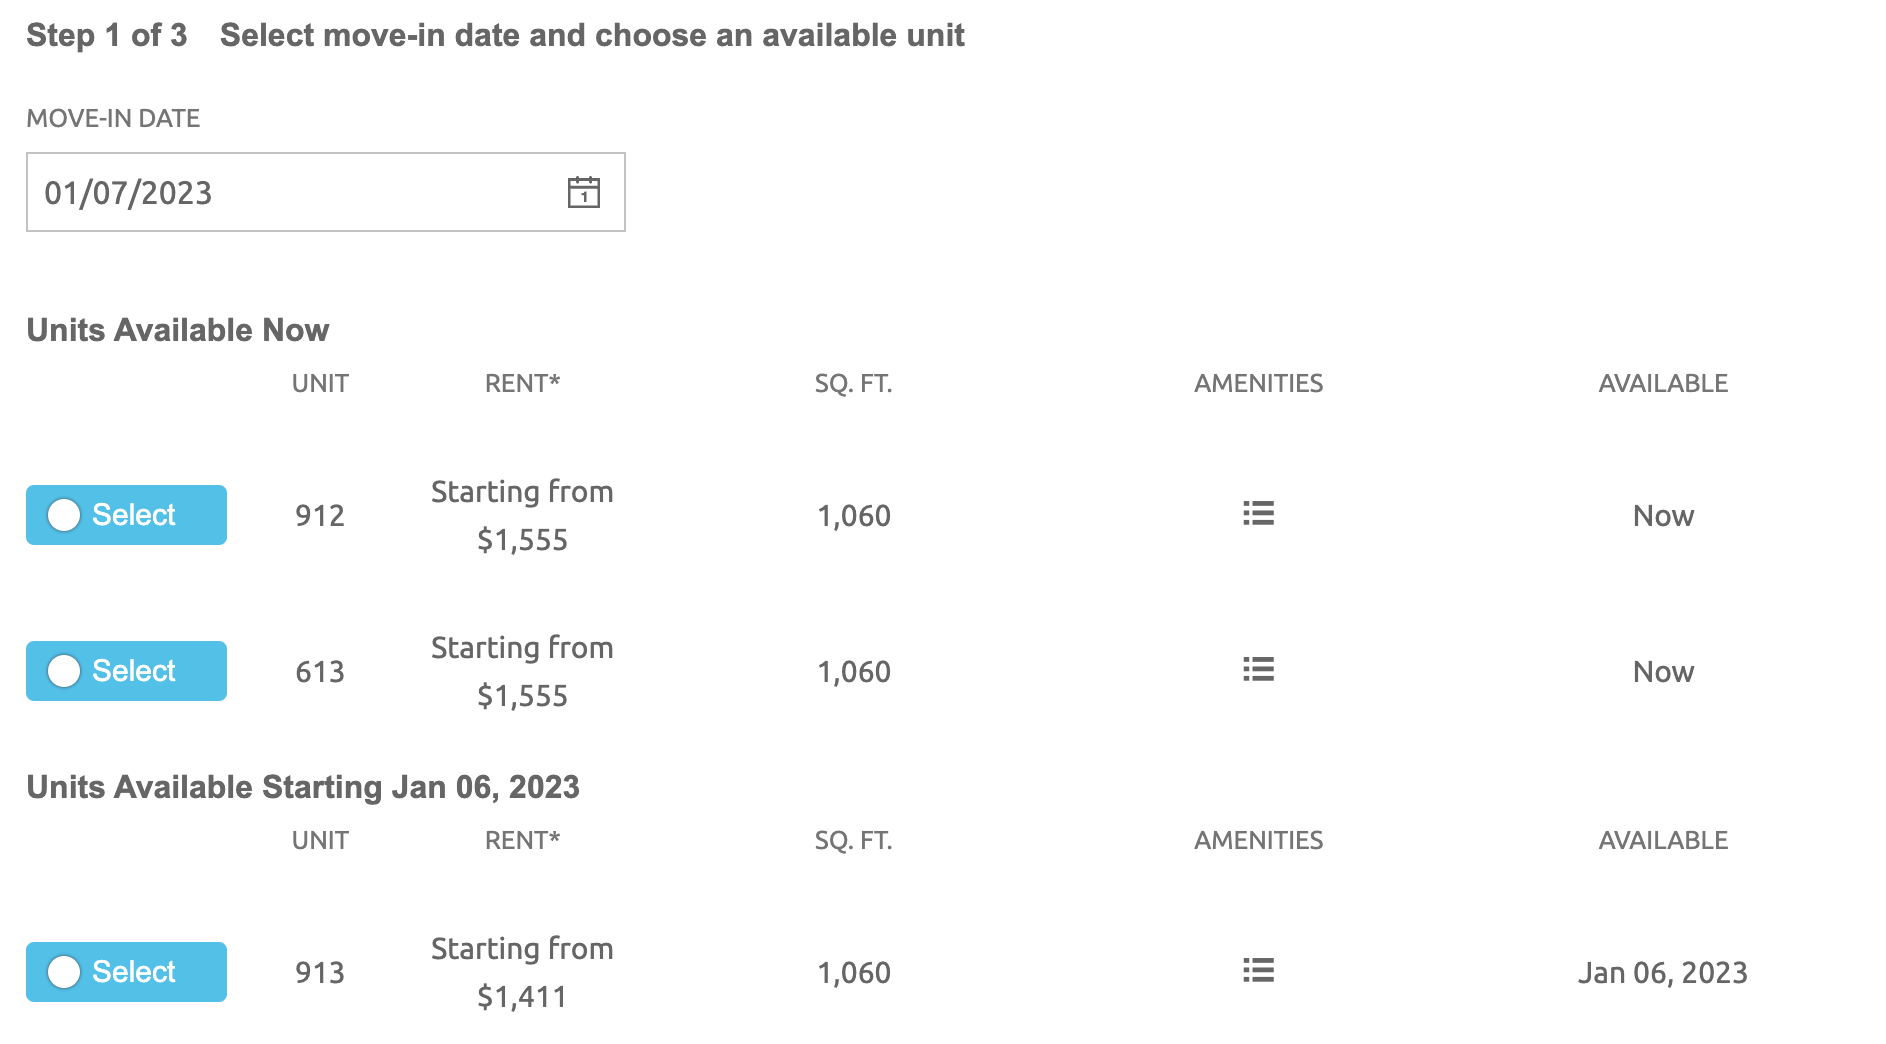 Step 1 of 3 Select move-in date and choose an available unit
MOVE-IN DATE
01/07/2023
1
Units Available Now
UNIT RENT* SQ. FT. AMENITIES AVAILABLE
Select 912 Starting from $1,555 1,060 Now
Select 613 Starting from $1,555 1,060 Now
Units Available Starting Jan 06, 2023
UNIT RENT* SQ. FT. AMENITIES AVAILABLE
Select 913 Starting from $1,411 1,060 Jan 06, 2023